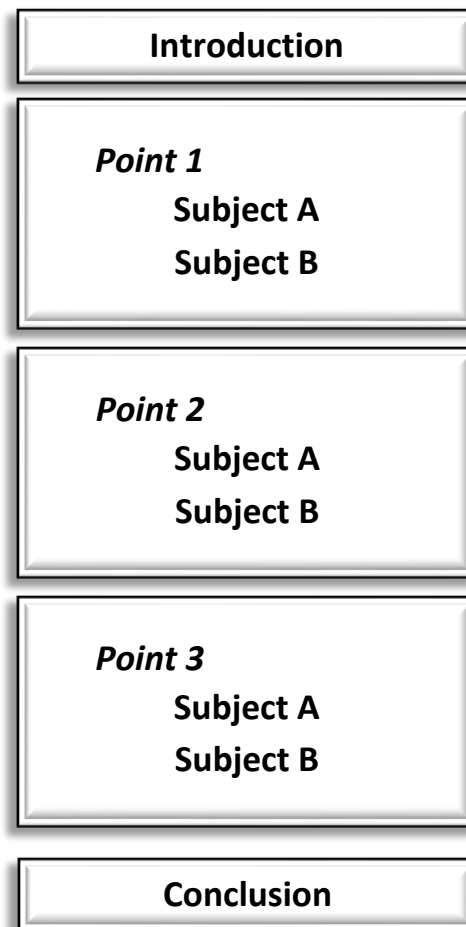 Introduction
Point 1
Subject A
Subject B
Point 2
Subject A
Subject B
Point 3
Subject A
Subject B
Conclusion